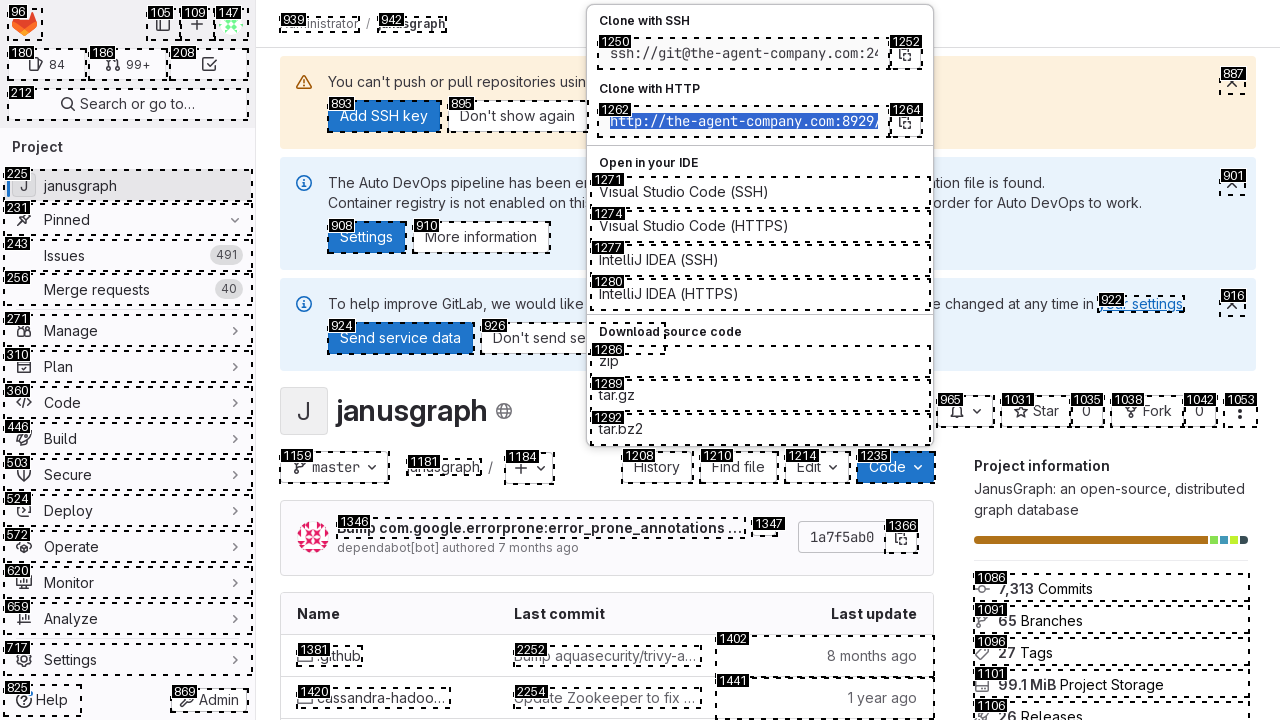 96
105
109
147
180
84
186
99+
208
212
Search or go to…
Project
225
J
janusgraph
231
Pinned
243
Issues
491
256
Merge requests
40
271
Manage
310
Plan
360
Code
446
Build
503
Secure
524
Deploy
572
Operate
620
Monitor
659
Analyze
717
Settings
825
Help
869
Admin
939
Administrator
/
942
janusgraph
You can't push or pull repositories usin
893
Add SSH key
895
Don't show again
887
The Auto DevOps pipeline has been en
ation file is found.
Container registry is not enabled on thi
order for Auto DevOps to work.
901
908
Settings
910
More information
To help improve GitLab, we would like
e changed at any time in
922
settings
916
924
Send service data
926
Don't send se
Clone with SSH
1250
ssh://git@the-agent-company.com:24
1252
Clone with HTTP
1262
http://the-agent-company.com:8929/
1264
Open in your IDE
1271
Visual Studio Code (SSH)
1274
Visual Studio Code (HTTPS)
1277
IntelliJ IDEA (SSH)
1280
IntelliJ IDEA (HTTPS)
Download source code
1286
zip
1289
tar.gz
1292
tar.bz2
J
janusgraph
965
1031
Star
1035
0
1038
Fork
1042
0
1053
1159
master
1181
janusgraph
/
1184
1208
History
1210
Find file
1214
Edit
1235
Code
1346
Bump com.google.errorprone:error_prone_annotations …
1347
dependabot[bot] authored 7 months ago
1a7f5ab0
1366
Name
Last commit
Last update
1381
.github
2252
Bump aquasecurity/trivy-a…
1402
8 months ago
1420
cassandra-hadoo…
2254
Update Zookeeper to fix …
1441
1 year ago
Project information
JanusGraph: an open-source, distributed
graph database
1086
7,313 Commits
1091
65 Branches
1096
27 Tags
1101
99.1 MiB Project Storage
1106
26 Releases